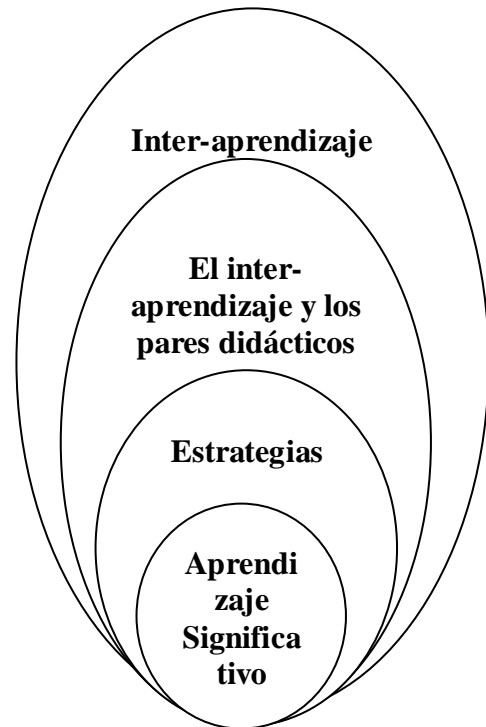 Inter-aprendizaje
El inter-
aprendizaje y los
pares didácticos
Estrategias
Aprendi
zaje
Significa
tivo